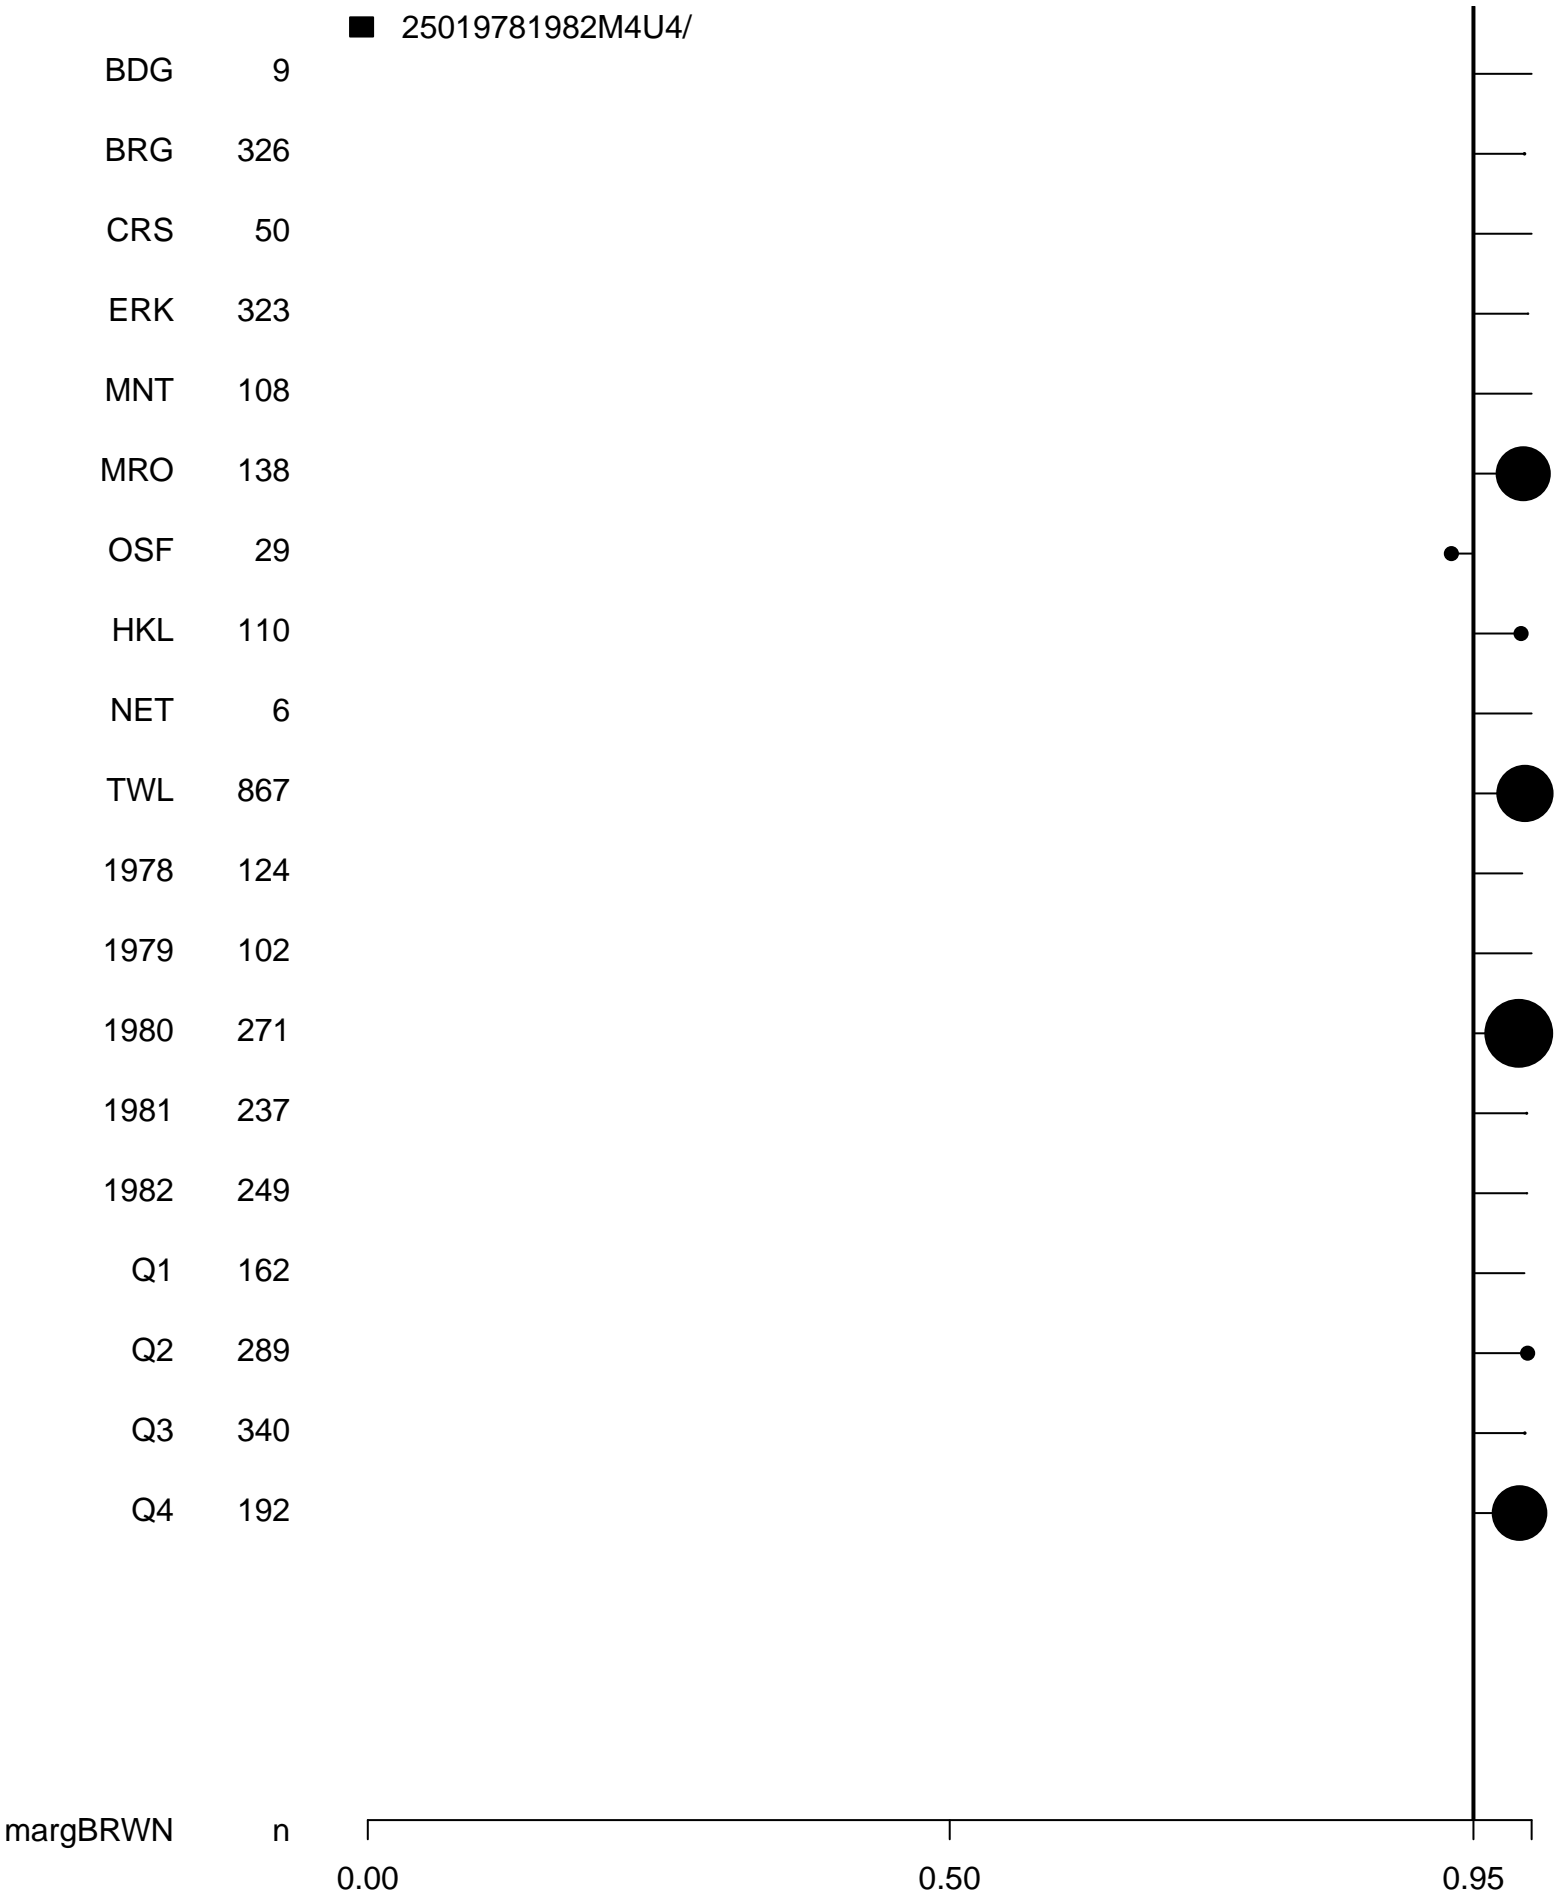 25019781982M4U4/
BDG 9
BRG 326
CRS 50
ERK 323
MNT 108
MRO 138
OSF 29
HKL 110
NET 6
TWL 867
1978 124
1979 102
1980 271
1981 237
1982 249
Q1 162
Q2 289
Q3 340
Q4 192
margBRWN n
0.00 0.50 0.95